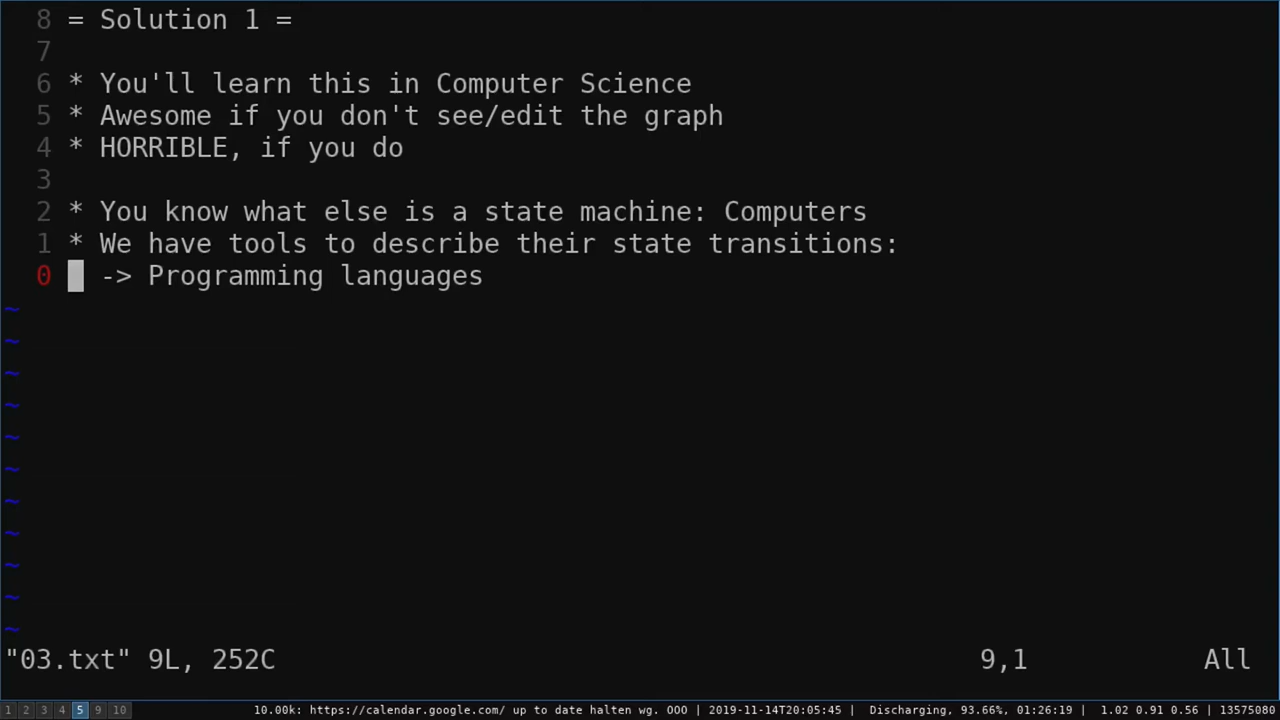 8 = Solution 1 =
7
6 * You'll learn this in Computer Science
5 * Awesome if you don't see/edit the graph
4 * HORRIBLE, if you do
3
2 * You know what else is a state machine: Computers
1 * We have tools to describe their state transitions:
0   -> Programming languages
~
~
~
~
~
~
~
~
~
~
~
"03.txt" 9L, 252C 9,1 All
1 2 3 4 5 9 10 10.00k: https://calendar.google.com/ up to date halten wg. OOO | 2019-11-14T20:05:45 | Discharging, 93.66%, 01:26:19 | 1.02 0.91 0.56 | 13575080